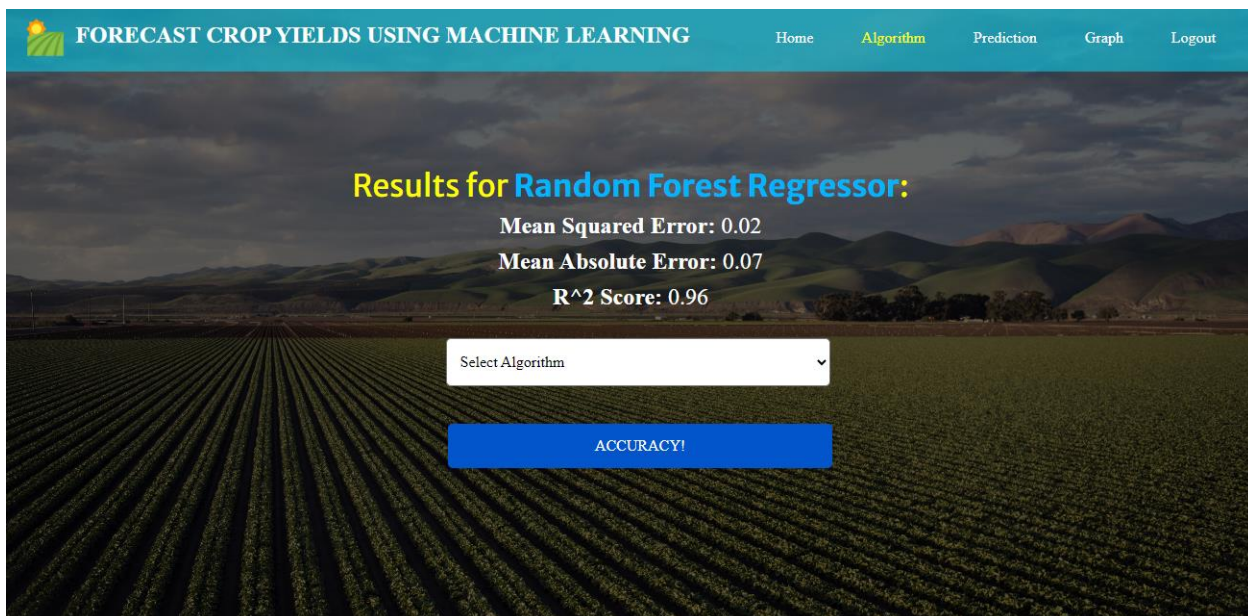 FORECAST CROP YIELDS USING MACHINE LEARNING
Home
Algorithm
Prediction
Graph
Logout
Results for Random Forest Regressor:
Mean Squared Error: 0.02
Mean Absolute Error: 0.07
R^2 Score: 0.96
Select Algorithm
ACCURACY!